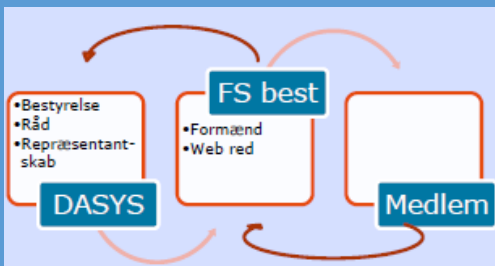 •Bestyrelse
•Råd
•Repræsentant-
skab
DASYS
FS best
•Formænd
•Web red
Medlem